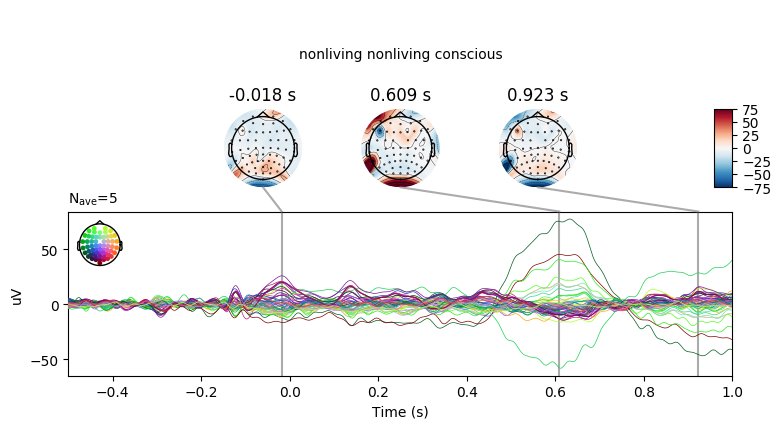 nonliving nonliving conscious
-0.018 s 0.609 s 0.923 s
75
50
25
0
−25
−50
−75
Nave=5
50
0
−50
uV
−0.4 −0.2 0.0 0.2 0.4 0.6 0.8 1.0
Time (s)